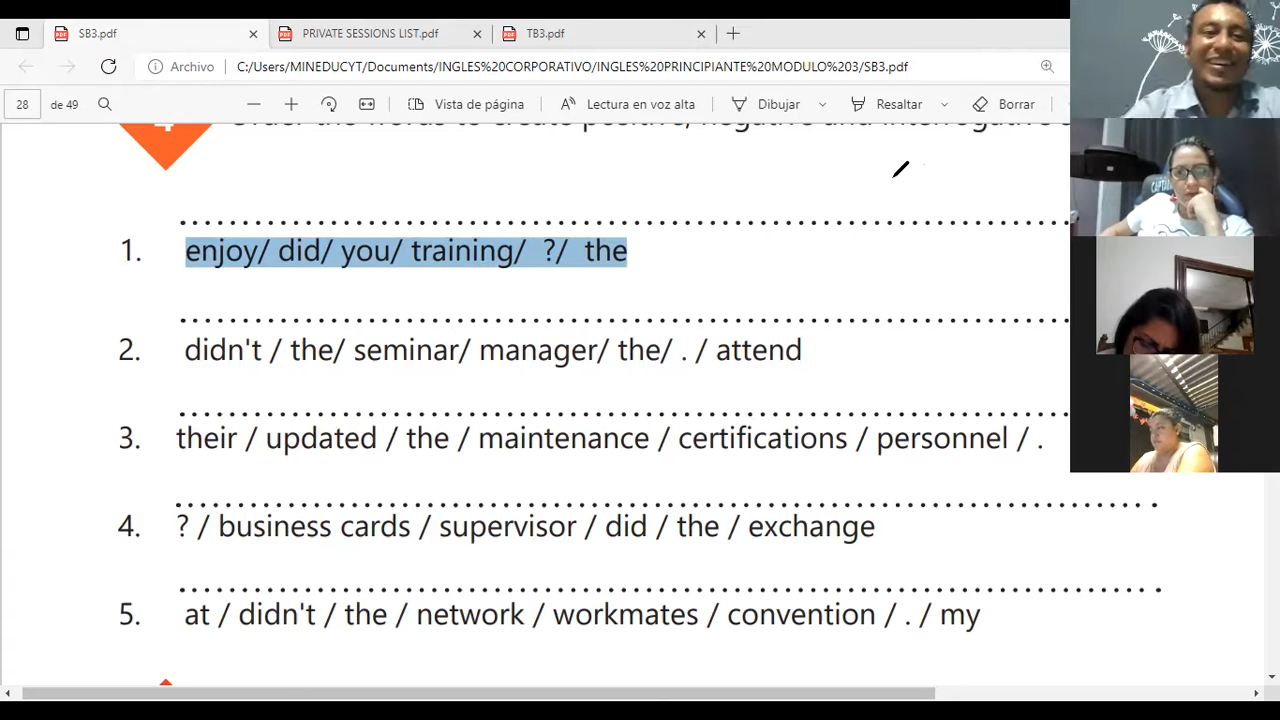 SB3.pdf
PRIVATE SESSIONS LIST.pdf
TB3.pdf
Archivo
C:/Users/MINEDUCYT/Documents/INGLES%20CORPORATIVO/INGLES%20PRINCIPIANTE%20MODULO%203/SB3.pdf
28 de 49
Vista de página
Lectura en voz alta
Dibujar
Resaltar
Borrar
4
1. enjoy/ did/ you/ training/ ?/ the
2. didn't / the/ seminar/ manager/ the/ . / attend
3. their / updated / the / maintenance / certifications / personnel / .
4. ? / business cards / supervisor / did / the / exchange
5. at / didn't / the / network / workmates / convention / . / my